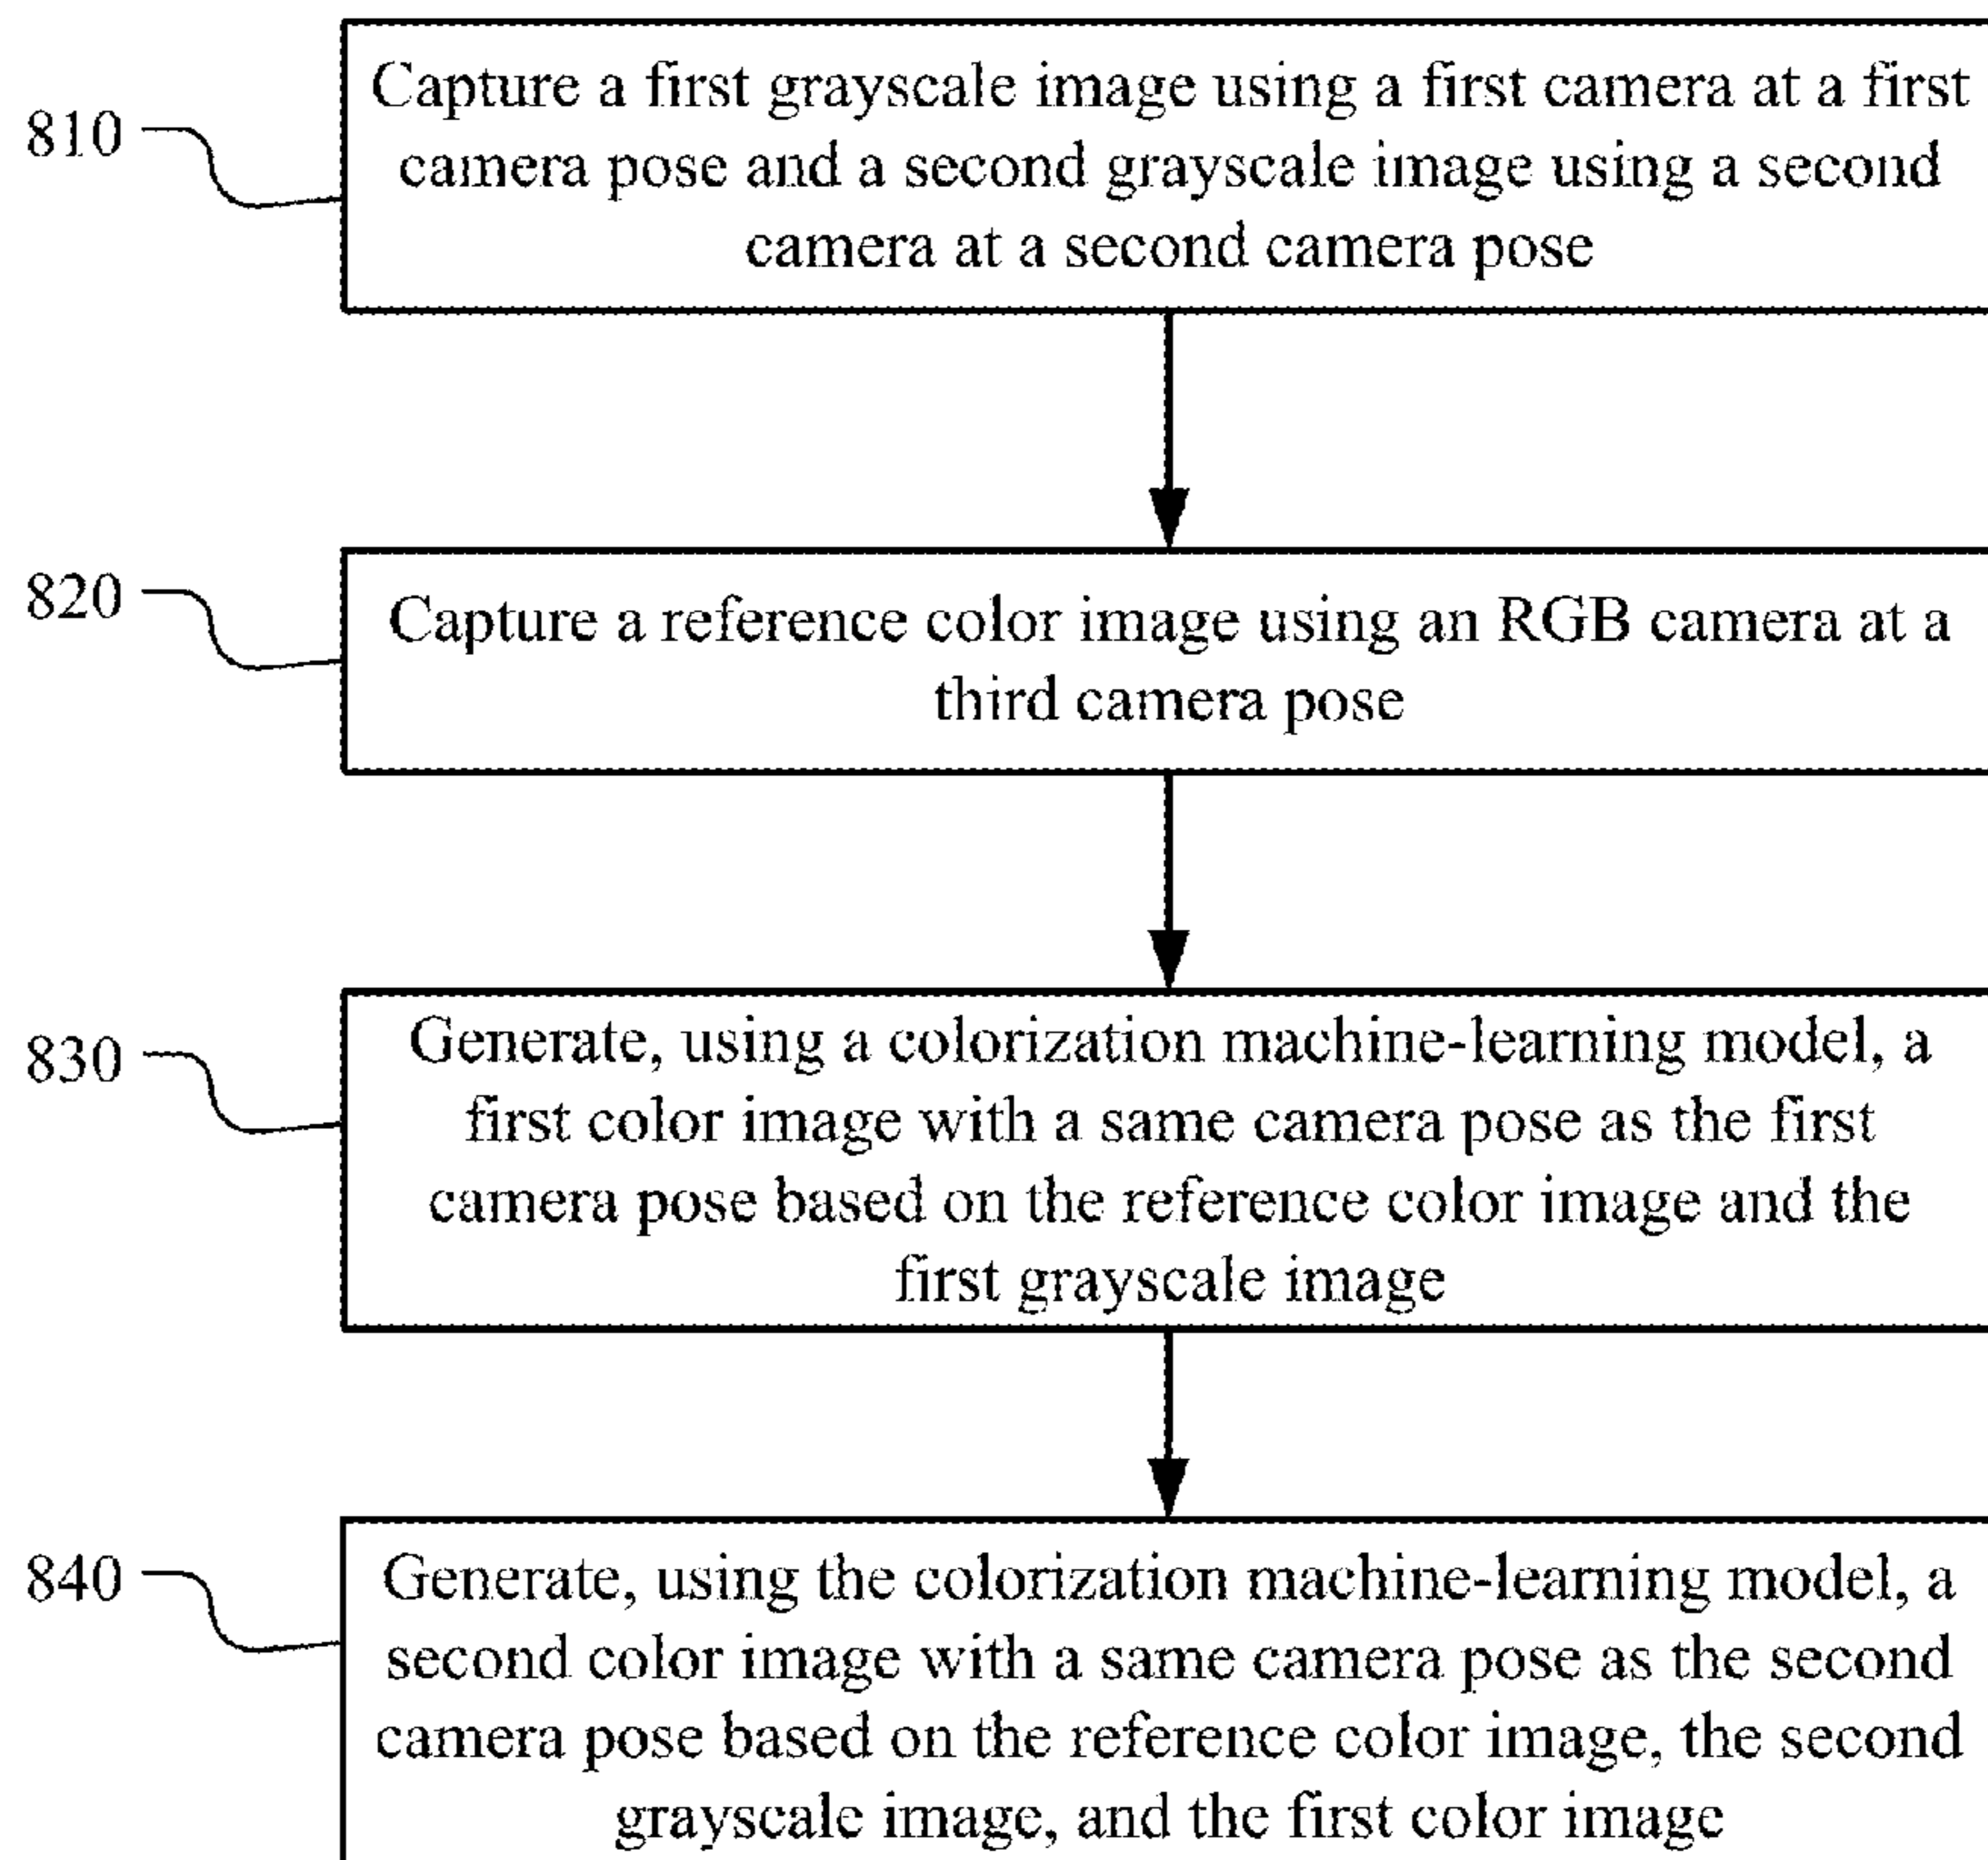 810
Capture a first grayscale image using a first camera at a first
camera pose and a second grayscale image using a second
camera at a second camera pose
820
Capture a reference color image using an RGB camera at a
third camera pose
830
Generate, using a colorization machine-learning model, a
first color image with a same camera pose as the first
camera pose based on the reference color image and the
first grayscale image
840
Generate, using the colorization machine-learning model, a
second color image with a same camera pose as the second
camera pose based on the reference color image, the second
grayscale image, and the first color image